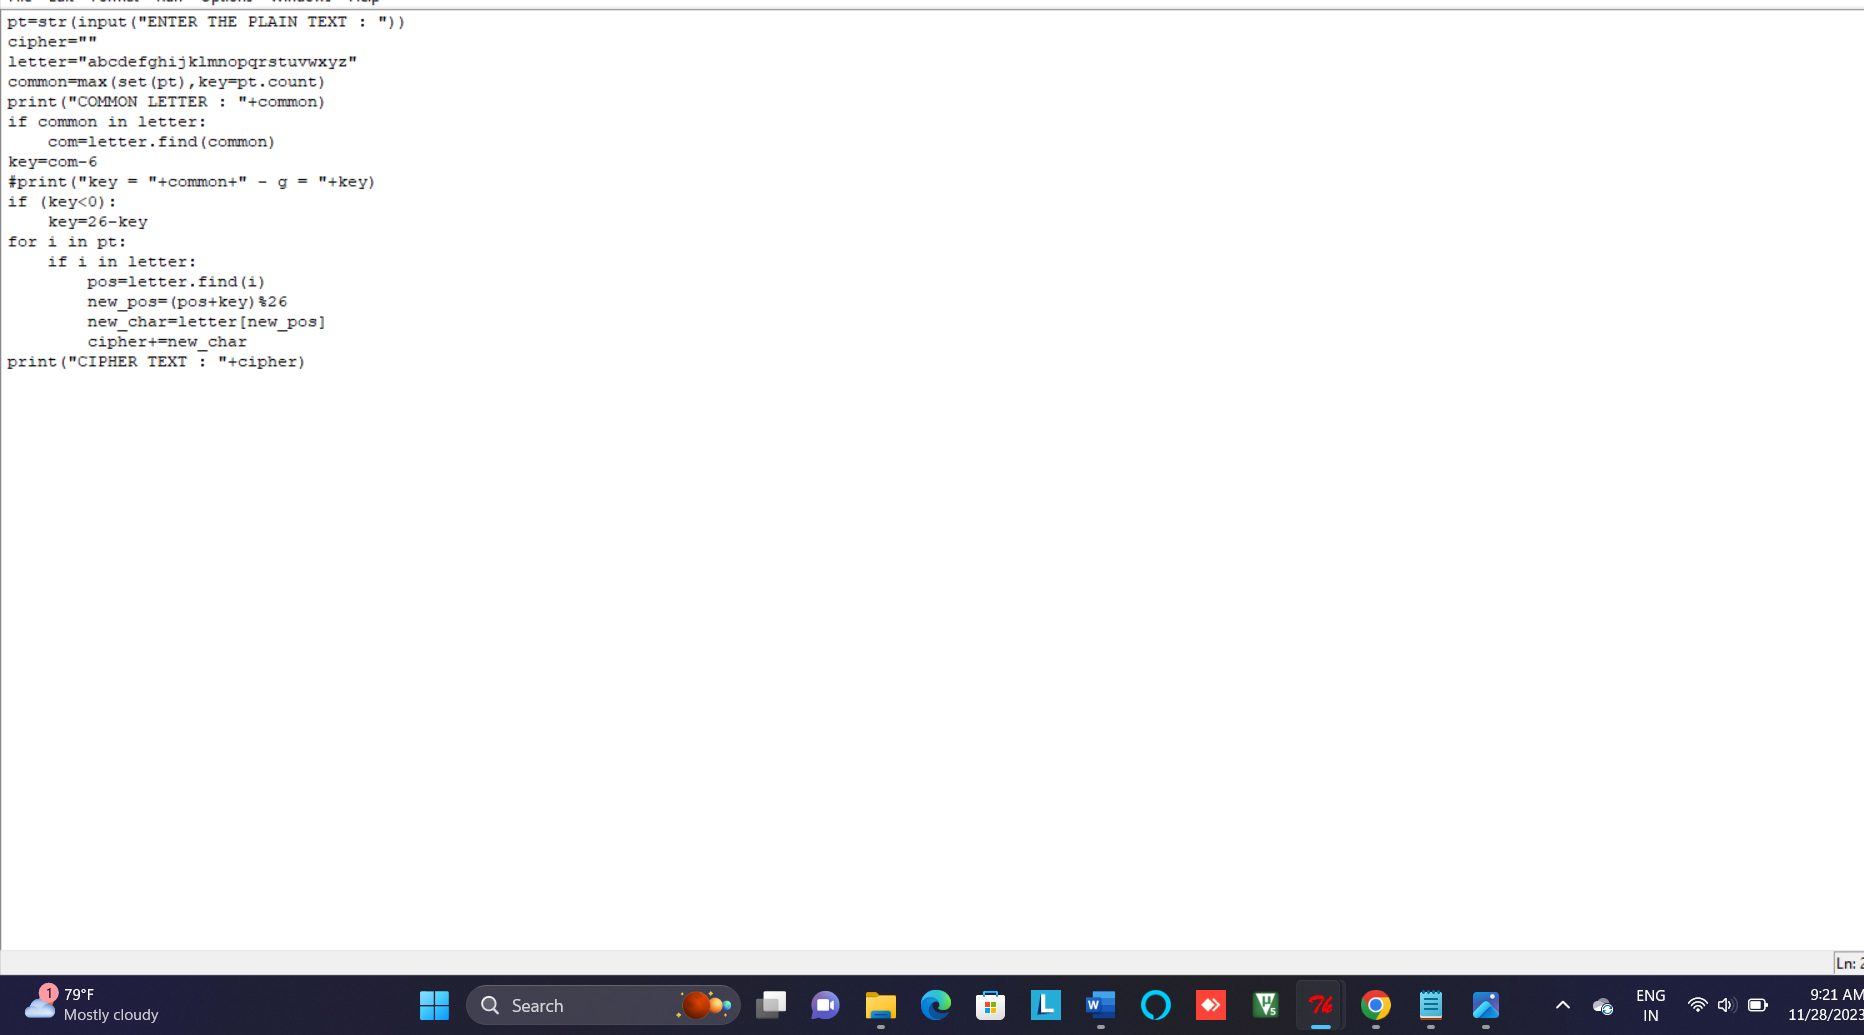 pt=str(input("ENTER THE PLAIN TEXT : "))
cipher=""
letter="abcdefghijklmnopqrstuvwxyz"
common=max(set(pt),key=pt.count)
print("COMMON LETTER : "+common)
if common in letter:
    com=letter.find(common)
key=com-6
#print("key = "+common+" - g = "+key)
if (key<0):
    key=26-key
for i in pt:
    if i in letter:
        pos=letter.find(i)
        new_pos=(pos+key)%26
        new_char=letter[new_pos]
        cipher+=new_char
print("CIPHER TEXT : "+cipher)
Ln: 2
1
79°F
Mostly cloudy
Search
L
W
V5
ENG
IN
9:21 AM
11/28/2023